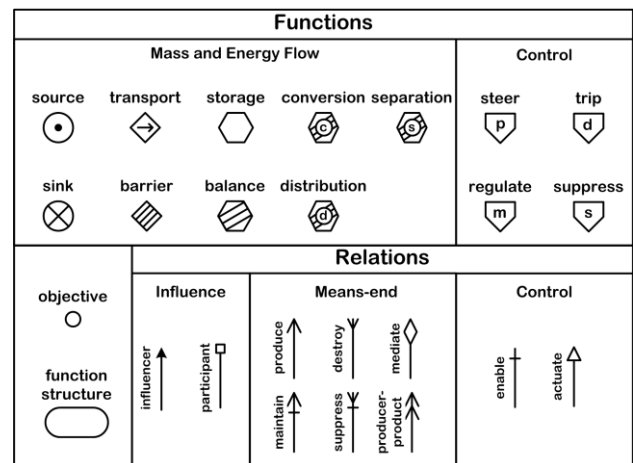 Functions
Mass and Energy Flow
Control
source transport storage conversion separation
c s
steer trip
p d
sink barrier balance distribution
d
regulate suppress
m s
objective
function
structure
Relations
Influence
influencer
participant
Means-end
produce
destroy
mediate
maintain
suppress
producer-
product
Control
enable
actuate